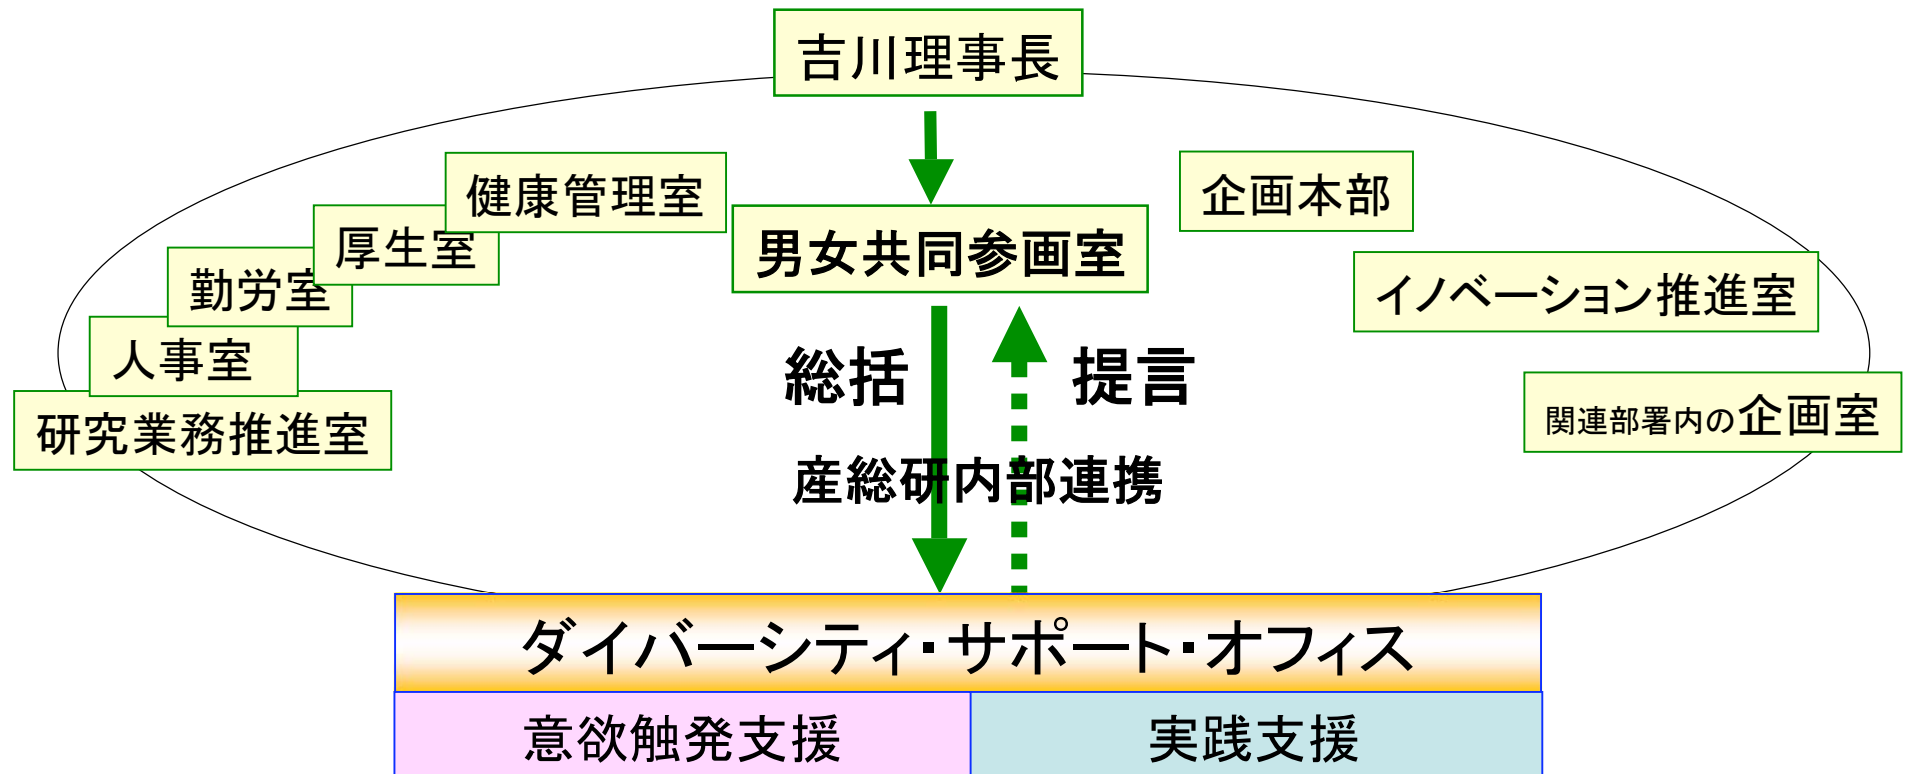 吉川理事長
健康管理室
企画本部
厚生室
男女共同参画室
勤労室
イノベーション推進室
人事室
総括
提言
研究業務推進室
関連部署内の企画室
産総研内部連携
ダイバーシティ・サポート・オフィス
意欲触発支援
実践支援